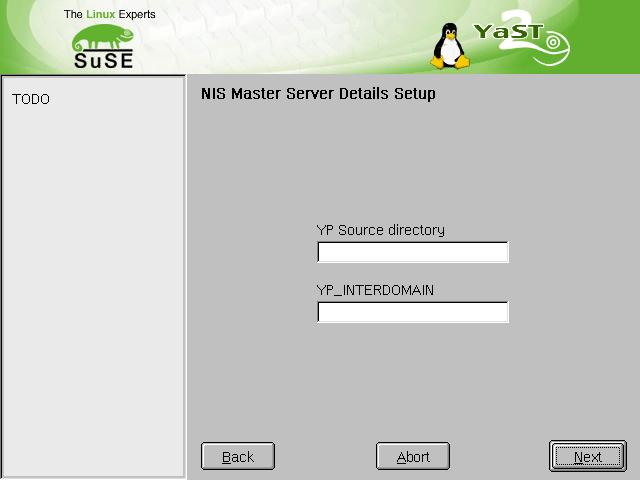 The Linux Experts
SuSE
YaST
2
TODO
NIS Master Server Details Setup
YP Source directory
YP_INTERDOMAIN
Back
Abort
Next